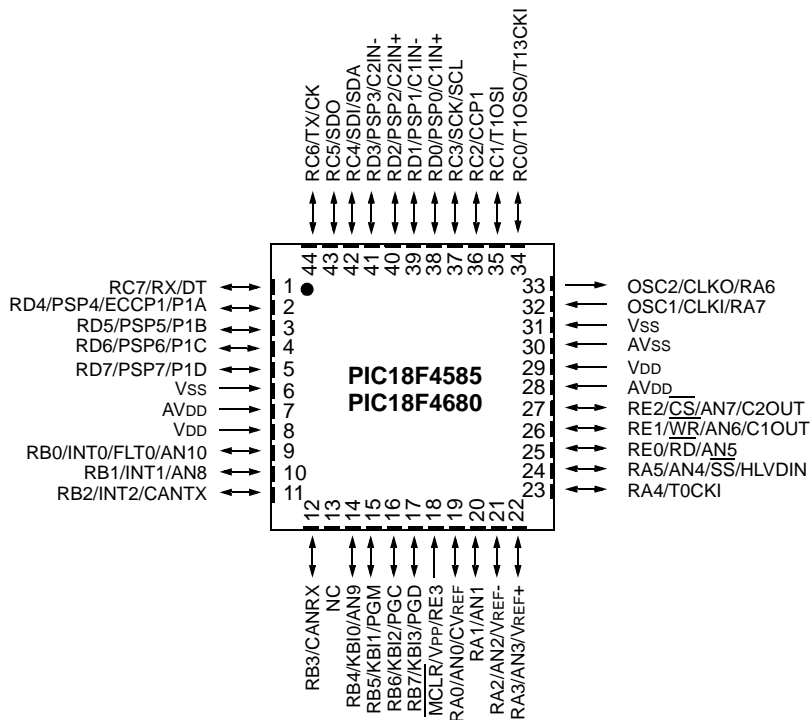 RC6/TX/CK
RC5/SDO
RC4/SDI/SDA
RD3/PSP3/C2IN-
RD2/PSP2/C2IN+
RD1/PSP1/C1IN-
RD0/PSP0/C1IN+
RC3/SCK/SCL
RC2/CCP1
RC1/T1OSI
RC0/T1OSO/T13CKI
44 43 42 41 40 39 38 37 36 35 34
RC7/RX/DT 1
RD4/PSP4/ECCP1/P1A 2
RD5/PSP5/P1B 3
RD6/PSP6/P1C 4
RD7/PSP7/P1D 5
VSS 6
AVDD 7
VDD 8
RB0/INT0/FLT0/AN10 9
RB1/INT1/AN8 10
RB2/INT2/CANTX 11
PIC18F4585
PIC18F4680
33 OSC2/CLKO/RA6
32 OSC1/CLKI/RA7
31 VSS
30 AVSS
29 VDD
28 AVDD
27 RE2/CS/AN7/C2OUT
26 RE1/WR/AN6/C1OUT
25 RE0/RD/AN5
24 RA5/AN4/SS/HLVDIN
23 RA4/T0CKI
12 13 14 15 16 17 18 19 20 21 22
RB3/CANRX
NC
RB4/KBI0/AN9
RB5/KBI1/PGM
RB6/KBI2/PGC
RB7/KBI3/PGD
MCLR/VPP/RE3
RA0/AN0/CVREF
RA1/AN1
RA2/AN2/VREF-
RA3/AN3/VREF+